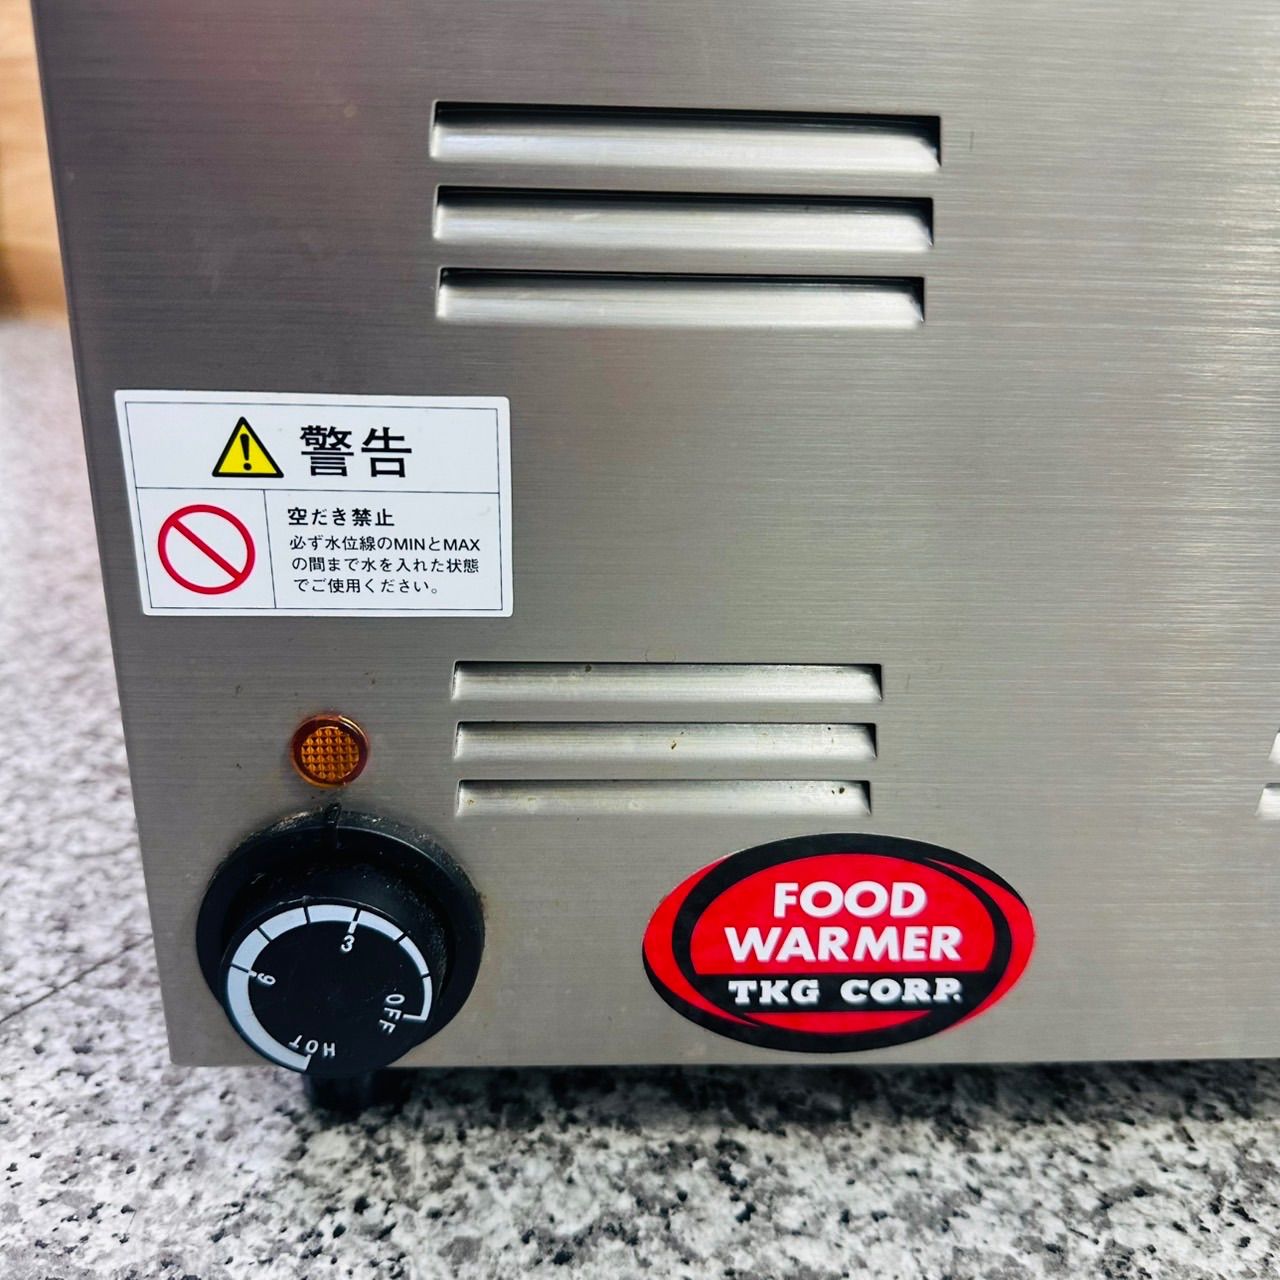 警告
空だき禁止
必ず水位線のMINとMAX
の間まで水を入れた状態
でご使用ください。
3
6
OFF
HOT
FOOD
WARMER
TKG CORP.